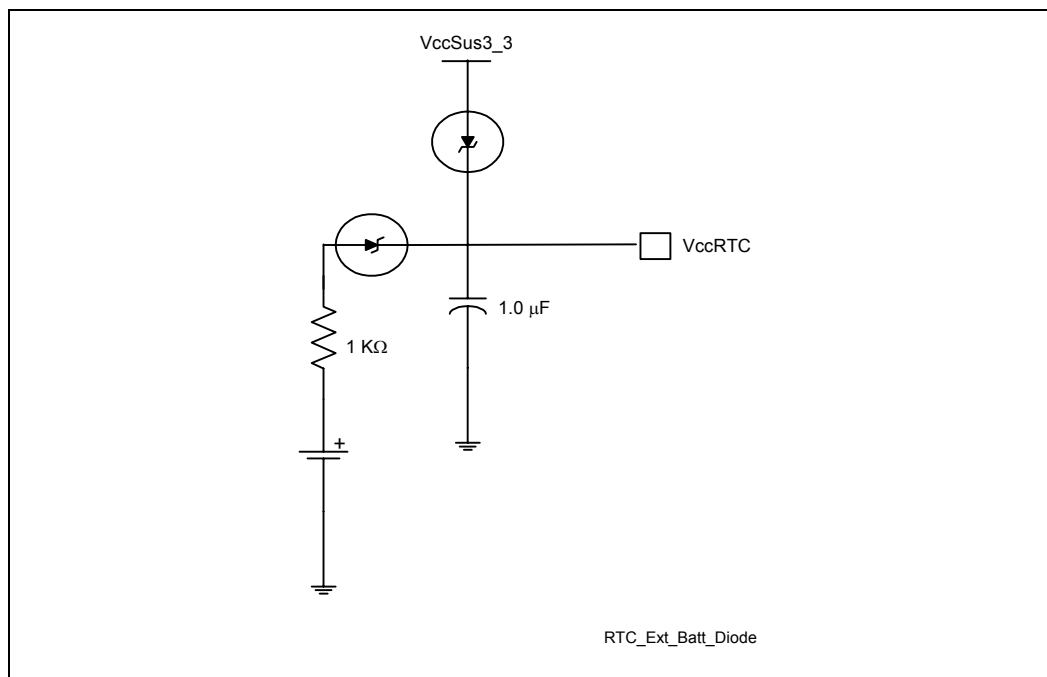 VccSus3_3
VccRTC
1.0 μF
1 KΩ
+
RTC_Ext_Batt_Diode